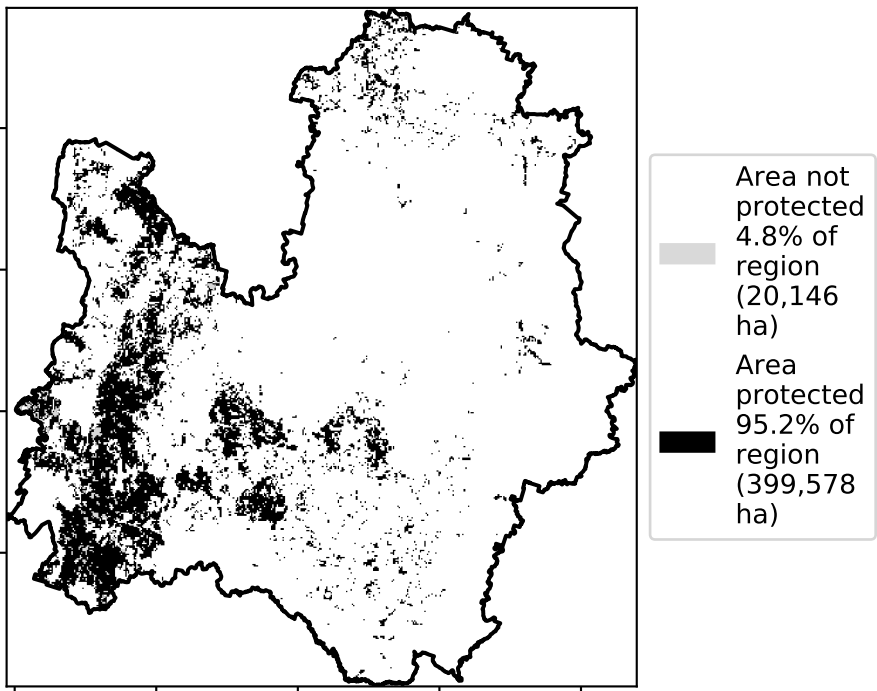 Area not
protected
4.8% of
region
(20,146
ha)
Area
protected
95.2% of
region
(399,578
ha)